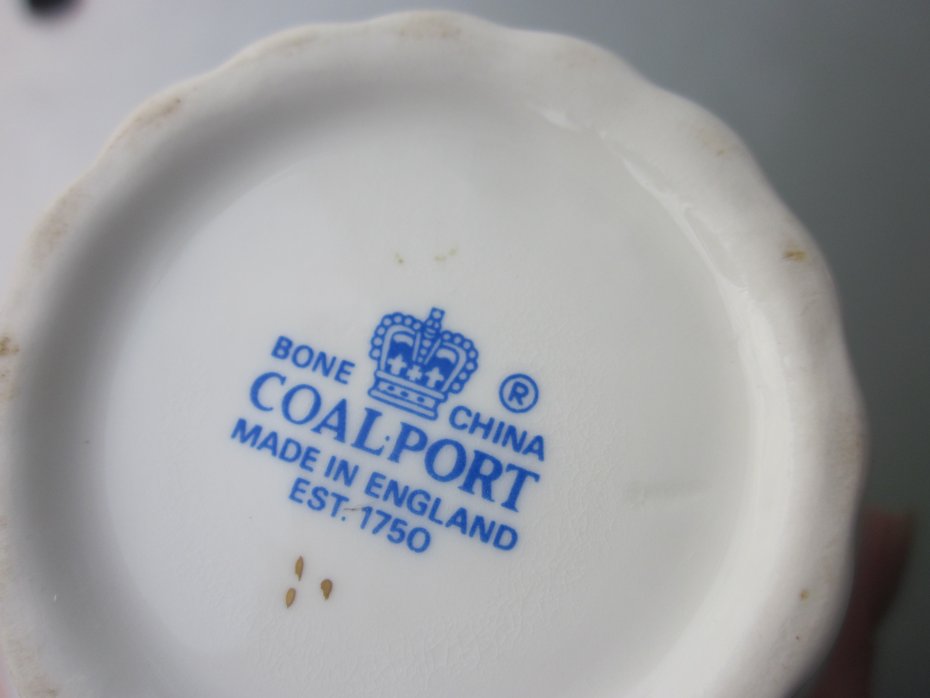 BONE CHINA ®
COALPORT
MADE IN ENGLAND
EST. 1750